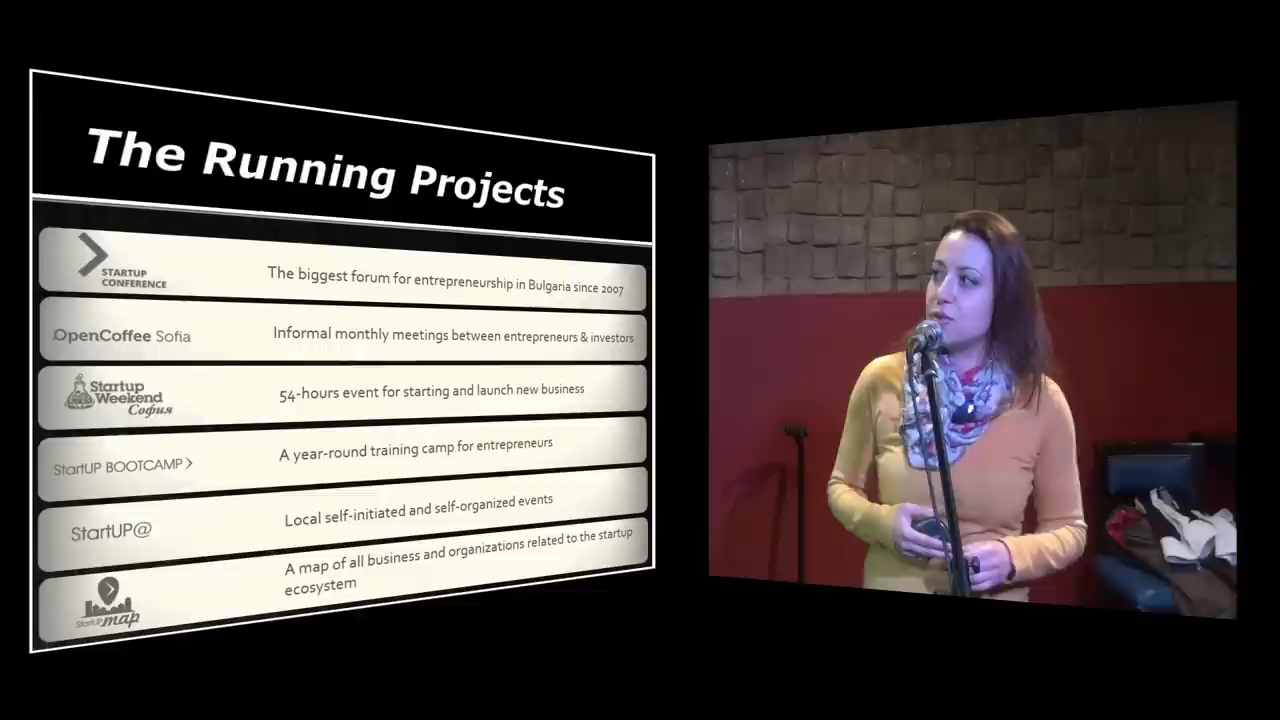 The Running Projects
STARTUP
CONFERENCE
The biggest forum for entrepreneurship in Bulgaria since 2007
OpenCoffee Sofia
Informal monthly meetings between entrepreneurs & investors
Startup
Weekend
София
54-hours event for starting and launch new business
StartUP BOOTCAMP
A year-round training camp for entrepreneurs
StartUP@
Local self-initiated and self-organized events
StartUP map
A map of all business and organizations related to the startup
ecosystem